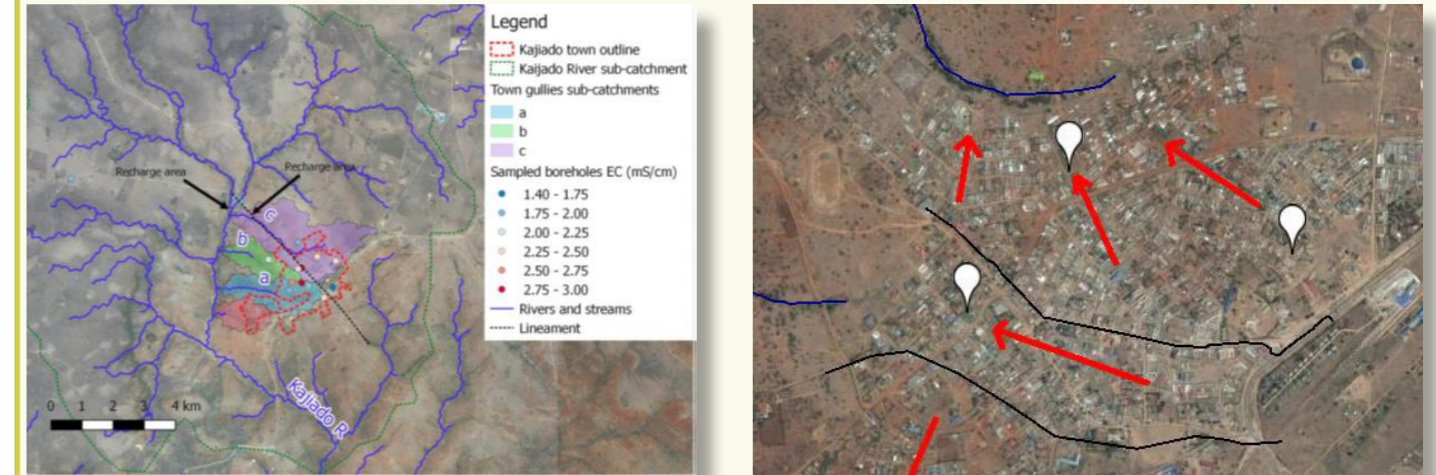 Legend
Kajiado town outline
Kaijado River sub-catchment
Town gullies sub-catchments
a
b
c
Sampled boreholes EC (mS/cm)
1.40 - 1.75
1.75 - 2.00
2.00 - 2.25
2.25 - 2.50
2.50 - 2.75
2.75 - 3.00
Rivers and streams
Lineament
Recharge area
Recharge area
c
b
a
Kajiado R
0 1 2 3 4 km